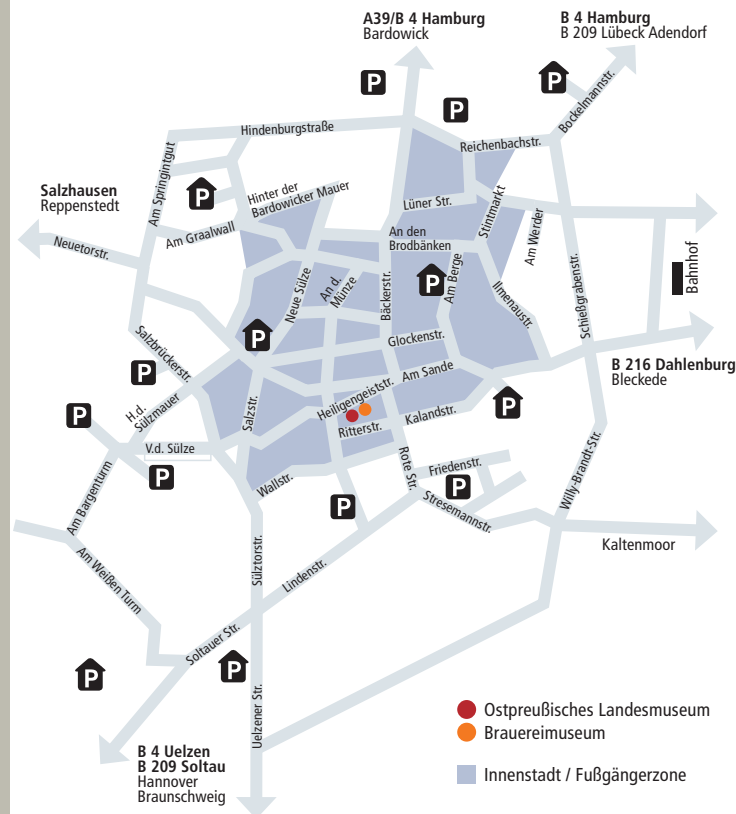 A39/B 4 Hamburg
Bardowick
B 4 Hamburg
B 209 Lübeck Adendorf
P
P
P
Bockelmannstr.
Hindenburgstraße
Reichenbachstr.
Am Springintgut
Salzhausen
Reppenstedt
P
Hinter der
Bardowicker Mauer
Lüner Str.
Stintmarkt
Am Werder
Neuetorstr.
Am Graalwall
An den
Brodbänken
Bahnhof
Schießgrabenstr.
Neue Sülze
An d.
Münze
Bäckerstr.
P
Am Berge
Ilmenaustr.
Salzbrückerstr.
P
Glockenstr.
B 216 Dahlenburg
Bleckede
P
Am Sande
Heiligengeiststr.
P
P
H.d.
Sülzmauer
Salzstr.
Ritterstr.
Kalandstr.
V.d. Sülze
P
Wallstr.
Rote Str.
Friedenstr.
P
Willy-Brandt-Str.
Am Bargenturm
P
Stresemannstr.
Kaltenmoor
Am Weißen Turm
Sülztorstr.
Lindenstr.
Soltauer Str.
P
P
Uelzener Str.
Ostpreußisches Landesmuseum
Brauereimuseum
B 4 Uelzen
B 209 Soltau
Hannover
Braunschweig
Innenstadt / Fußgängerzone